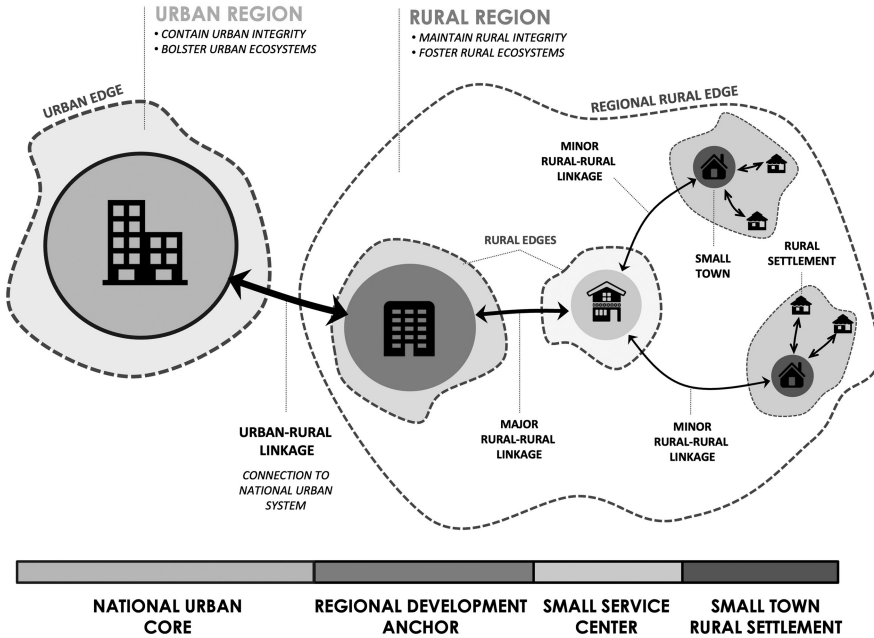 URBAN REGION
• CONTAIN URBAN INTEGRITY
• BOLSTER URBAN ECOSYSTEMS
RURAL REGION
• MAINTAIN RURAL INTEGRITY
• FOSTER RURAL ECOSYSTEMS
URBAN EDGE
REGIONAL RURAL EDGE
MINOR
RURAL-RURAL
LINKAGE
RURAL EDGES
SMALL
TOWN
RURAL
SETTLEMENT
URBAN-RURAL
LINKAGE
CONNECTION TO
NATIONAL URBAN
SYSTEM
MAJOR
RURAL-RURAL
LINKAGE
MINOR
RURAL-RURAL
LINKAGE
NATIONAL URBAN
CORE
REGIONAL DEVELOPMENT
ANCHOR
SMALL SERVICE
CENTER
SMALL TOWN
RURAL SETTLEMENT